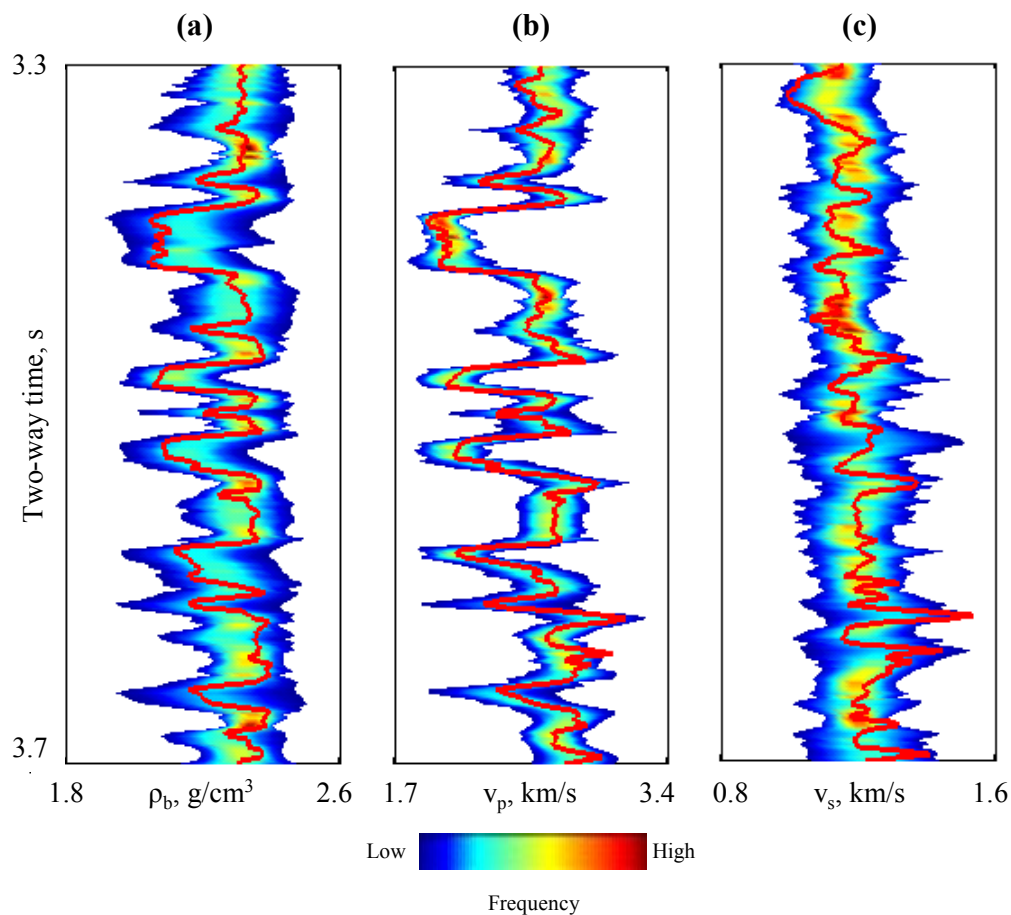 (a) (b) (c)
3.3
Two-way time, s
3.7
1.8 ρb, g/cm³ 2.6 1.7 vp, km/s 3.4 0.8 vs, km/s 1.6
Low High
Frequency